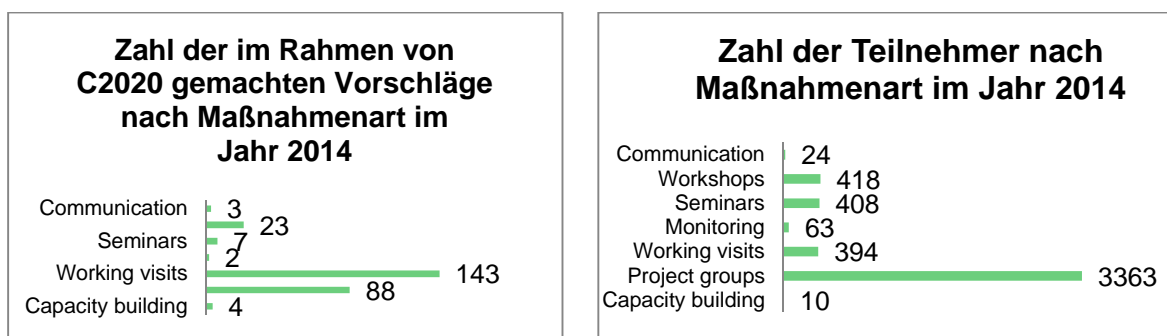 Zahl der im Rahmen von
C2020 gemachten Vorschläge
nach Maßnahmenart im
Jahr 2014
Communication 3
23
Seminars 7
2
Working visits 143
88
Capacity building 4
Zahl der Teilnehmer nach
Maßnahmenart im Jahr 2014
Communication 24
Workshops 418
Seminars 408
Monitoring 63
Working visits 394
Project groups 3363
Capacity building 10